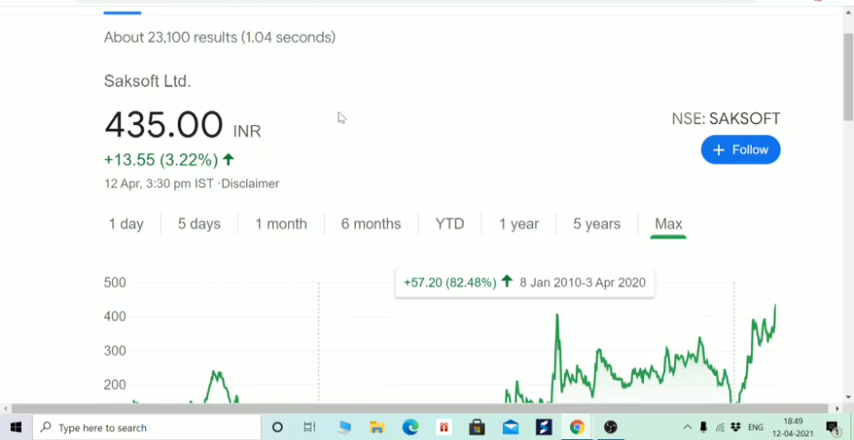 About 23,100 results (1.04 seconds)
Saksoft Ltd.
435.00 INR
NSE: SAKSOFT
+13.55 (3.22%)
+ Follow
12 Apr, 3:30 pm IST · Disclaimer
1 day 5 days 1 month 6 months YTD 1 year 5 years Max
+57.20 (82.48%) 8 Jan 2010-3 Apr 2020
500
400
300
200
Type here to search
ENG
18:49
12-04-2021
1